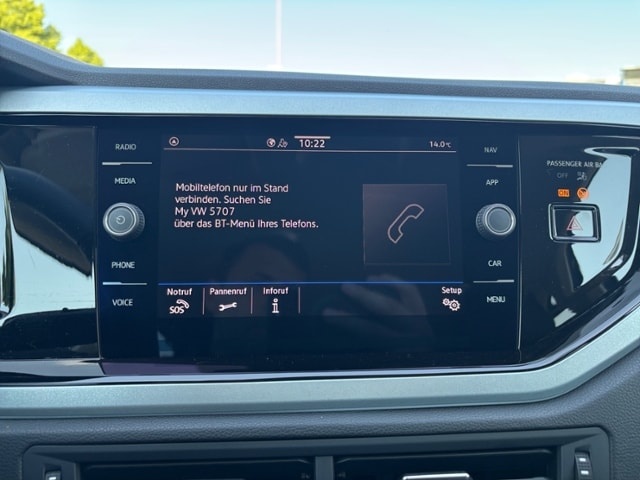 RADIO
MEDIA
PHONE
VOICE
10:22
14.0°C
Mobiltelefon nur im Stand
verbinden. Suchen Sie
My VW 5707
über das BT-Menü Ihres Telefons.
Notruf
Pannenruf
Inforuf
Setup
SOS
NAV
APP
CAR
MENU
PASSENGER AIR BA
OFF
ON